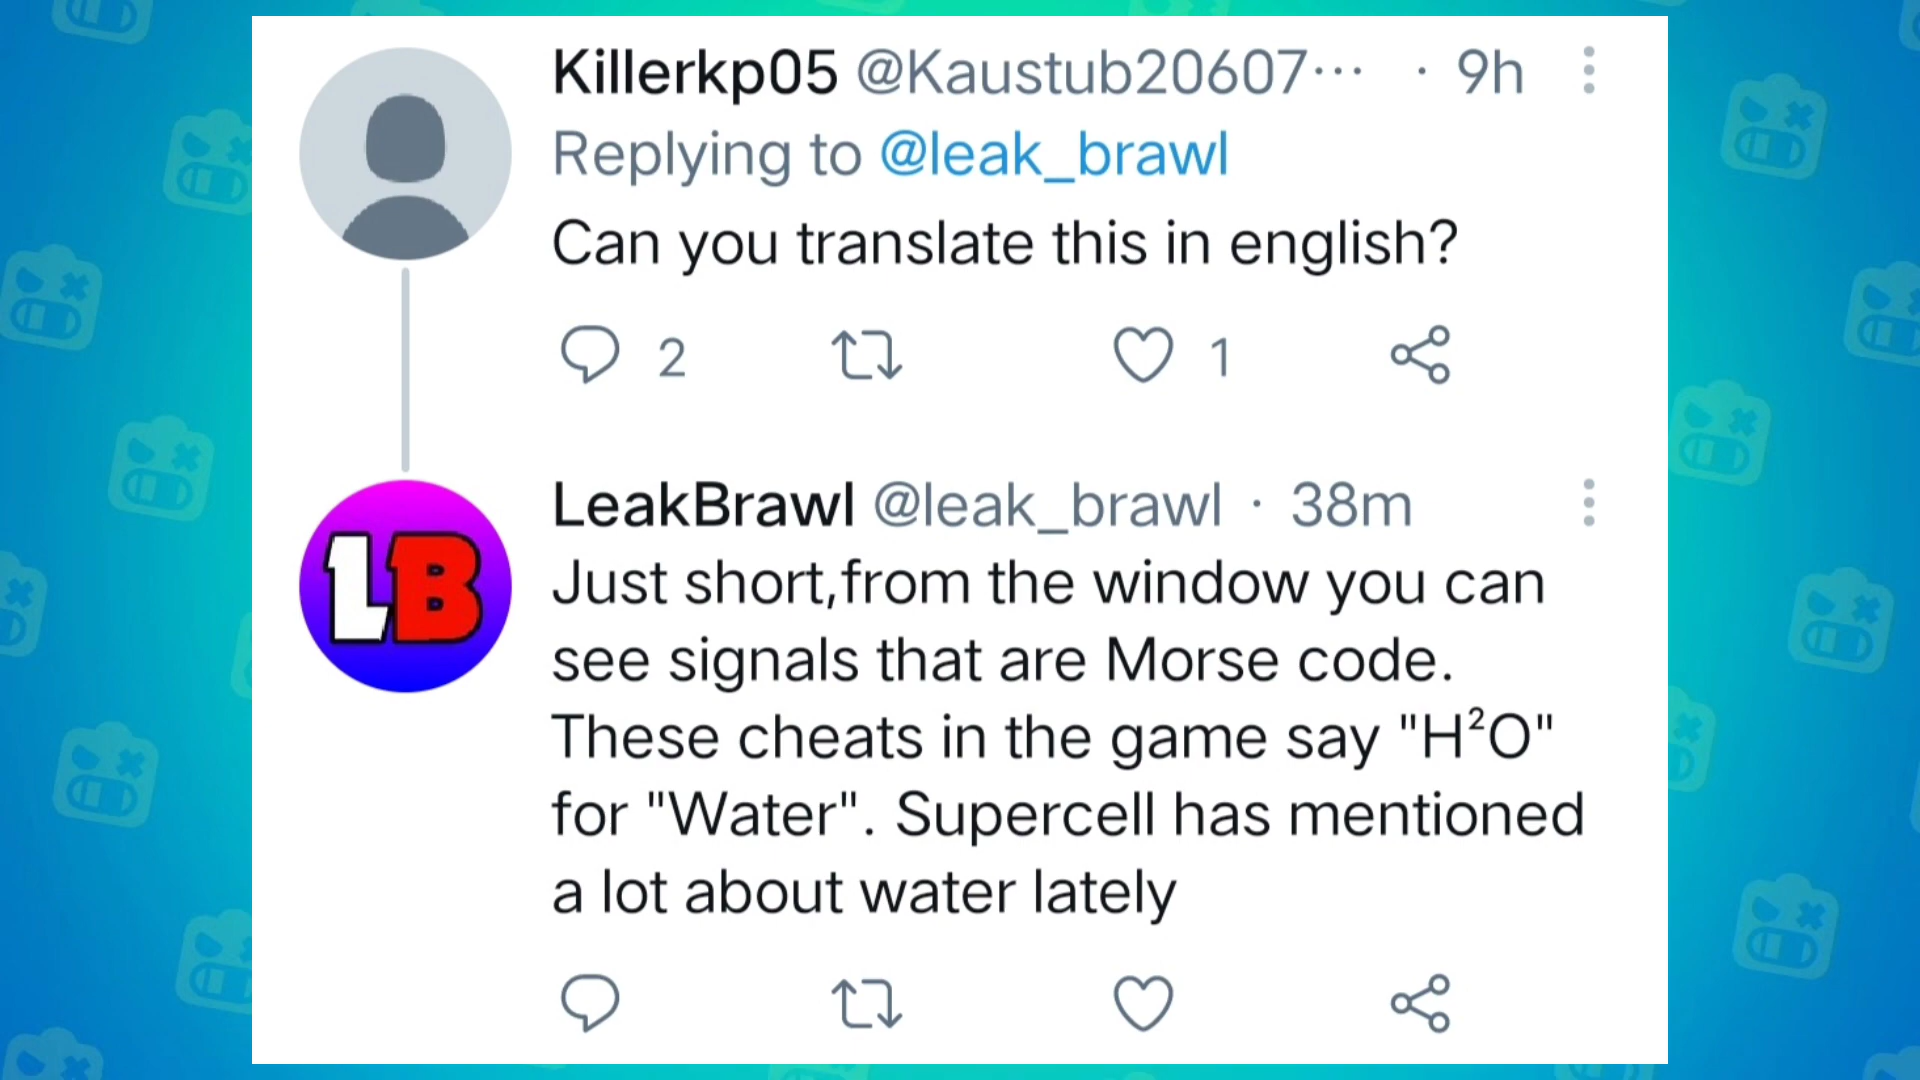 Killerkp05 @Kaustub20607… · 9h
Replying to @leak_brawl
Can you translate this in english?
2 1
LeakBrawl @leak_brawl · 38m
LB
Just short,from the window you can
see signals that are Morse code.
These cheats in the game say "H²O"
for "Water". Supercell has mentioned
a lot about water lately